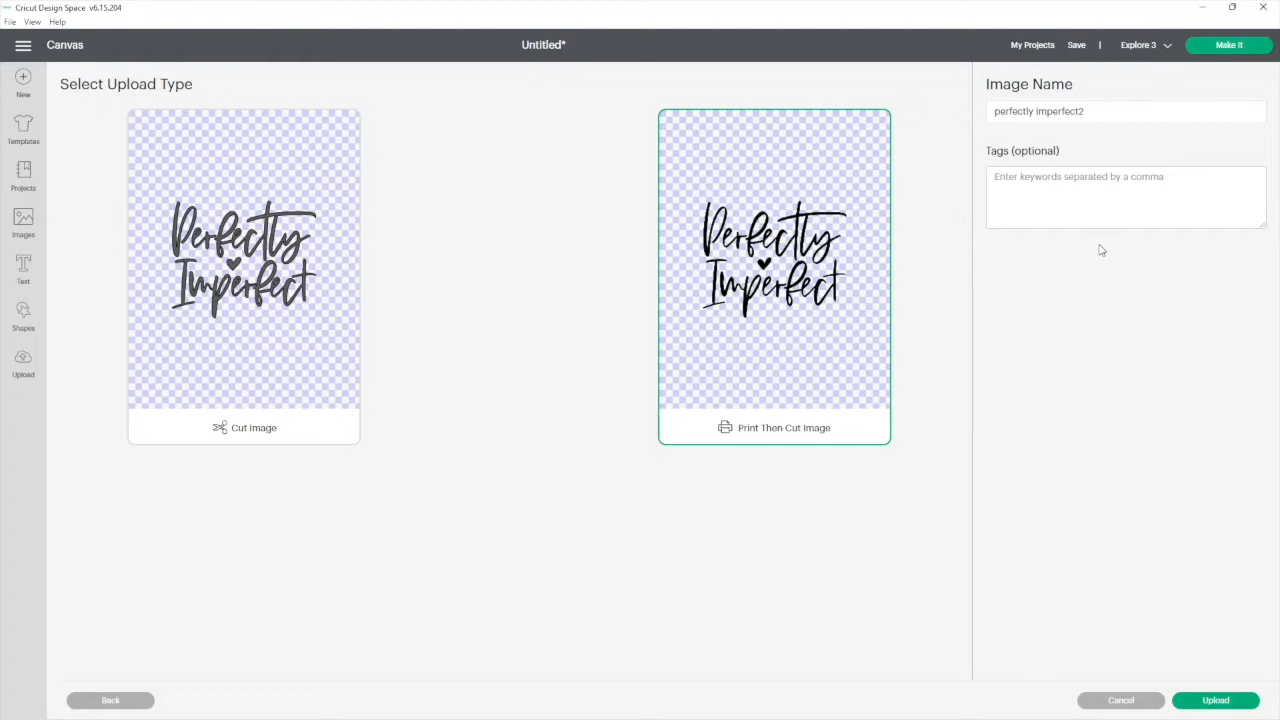 Cricut Design Space v6.15.204
File View Help
Canvas
Untitled*
My Projects Save | Explore 3 Make It
New
Templates
Projects
Images
Text
Shapes
Upload
Select Upload Type
Perfectly
Imperfect
Cut Image
Perfectly
Imperfect
Print Then Cut Image
Image Name
perfectly imperfect2
Tags (optional)
Enter keywords separated by a comma
Back
Cancel Upload